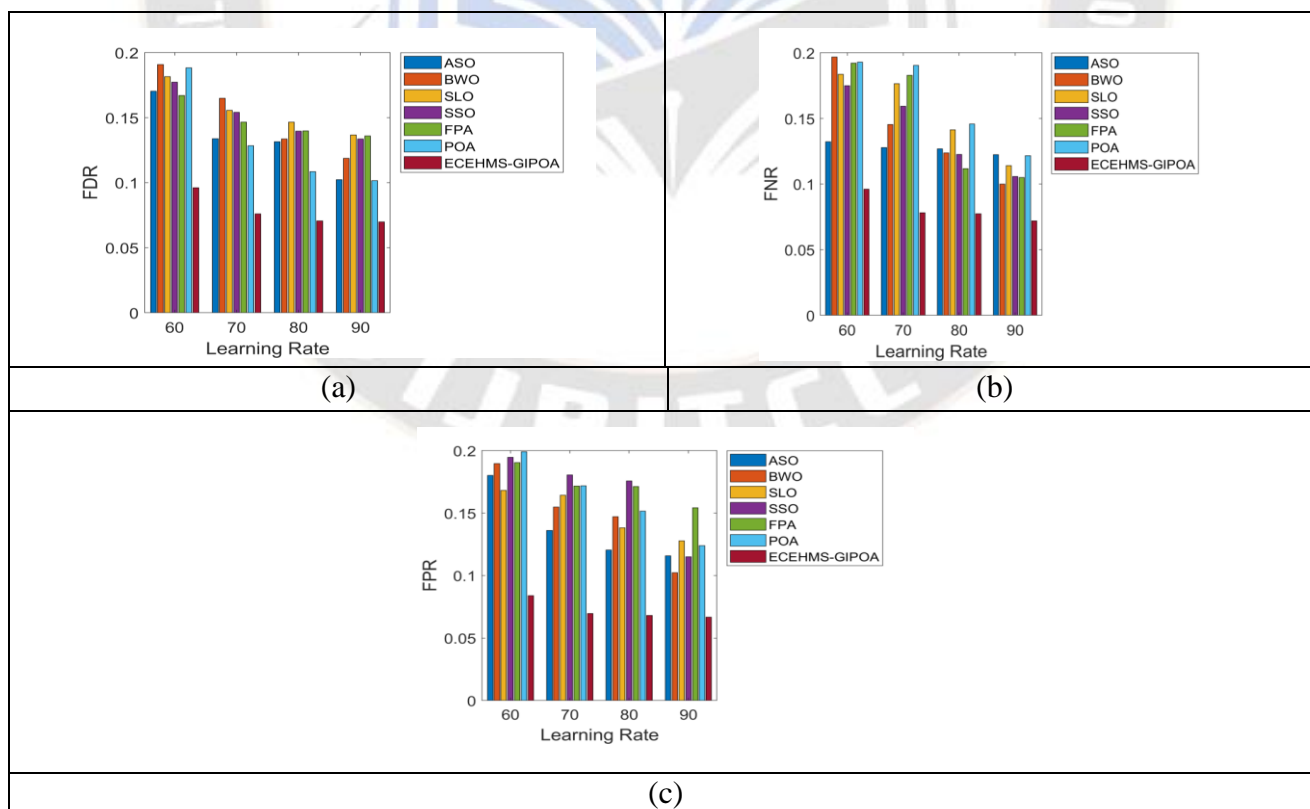 0.2
0.15
0.1
0.05
0
FDR
60 70 80 90
Learning Rate
ASO
BWO
SLO
SSO
FPA
POA
ECEHMS-GIPOA
0.2
0.15
0.1
0.05
0
FNR
60 70 80 90
Learning Rate
ASO
BWO
SLO
SSO
FPA
POA
ECEHMS-GIPOA
(a) (b)
0.2
0.15
0.1
0.05
0
FPR
60 70 80 90
Learning Rate
ASO
BWO
SLO
SSO
FPA
POA
ECEHMS-GIPOA
(c)